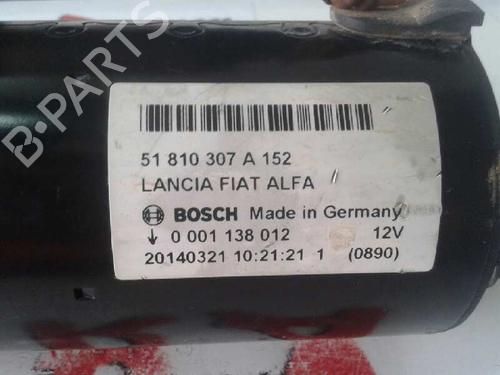 B-PARTS
51 810 307 A 152
LANCIA FIAT ALFA
BOSCH Made in Germany
0 001 138 012 12V
20140321 10:21:21 1 (0890)